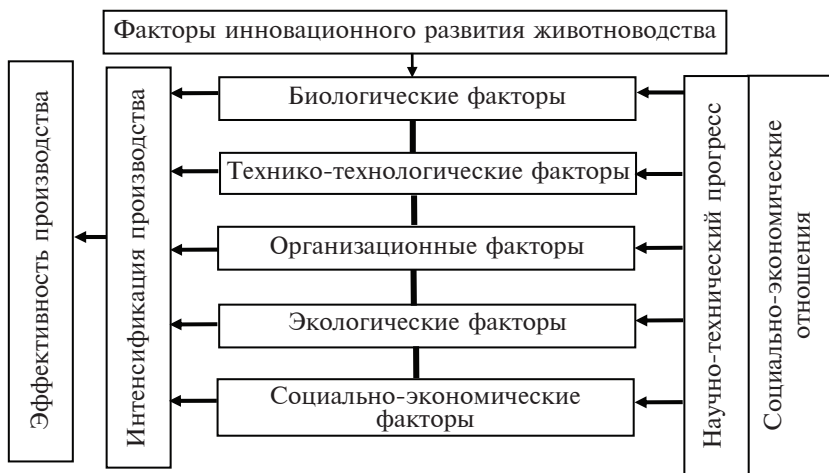 Факторы инновационного развития животноводства
Эффективность производства
Интенсификация производства
Биологические факторы
Технико-технологические факторы
Организационные факторы
Экологические факторы
Социально-экономические
факторы
Научно-технический прогресс
Социально-экономические
отношения